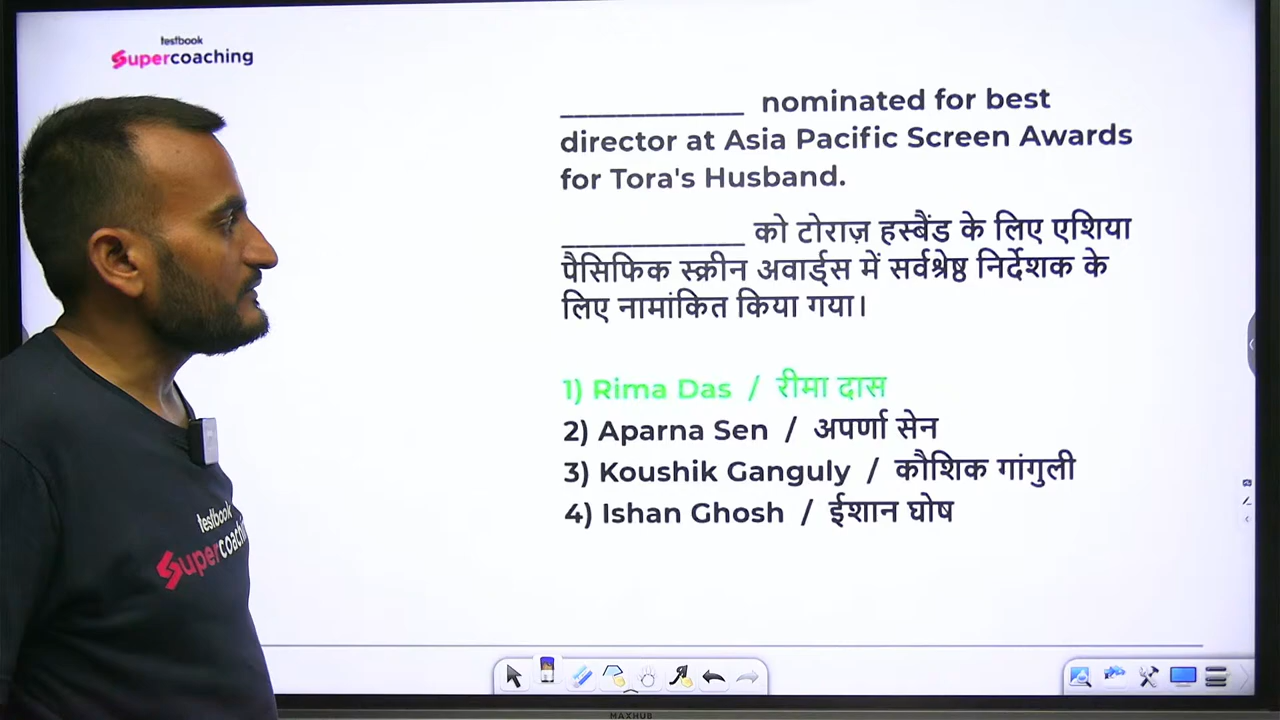 testbook
Supercoaching
____________ nominated for best
director at Asia Pacific Screen Awards
for Tora's Husband.
____________ को टोराज़ हस्बैंड के लिए एशिया
पैसिफिक स्क्रीन अवार्ड्स में सर्वश्रेष्ठ निर्देशक के
लिए नामांकित किया गया।
1) Rima Das / रीमा दास
2) Aparna Sen / अपर्णा सेन
3) Koushik Ganguly / कौशिक गांगुली
4) Ishan Ghosh / ईशान घोष
testbook
Supercoachi
MAXHUB